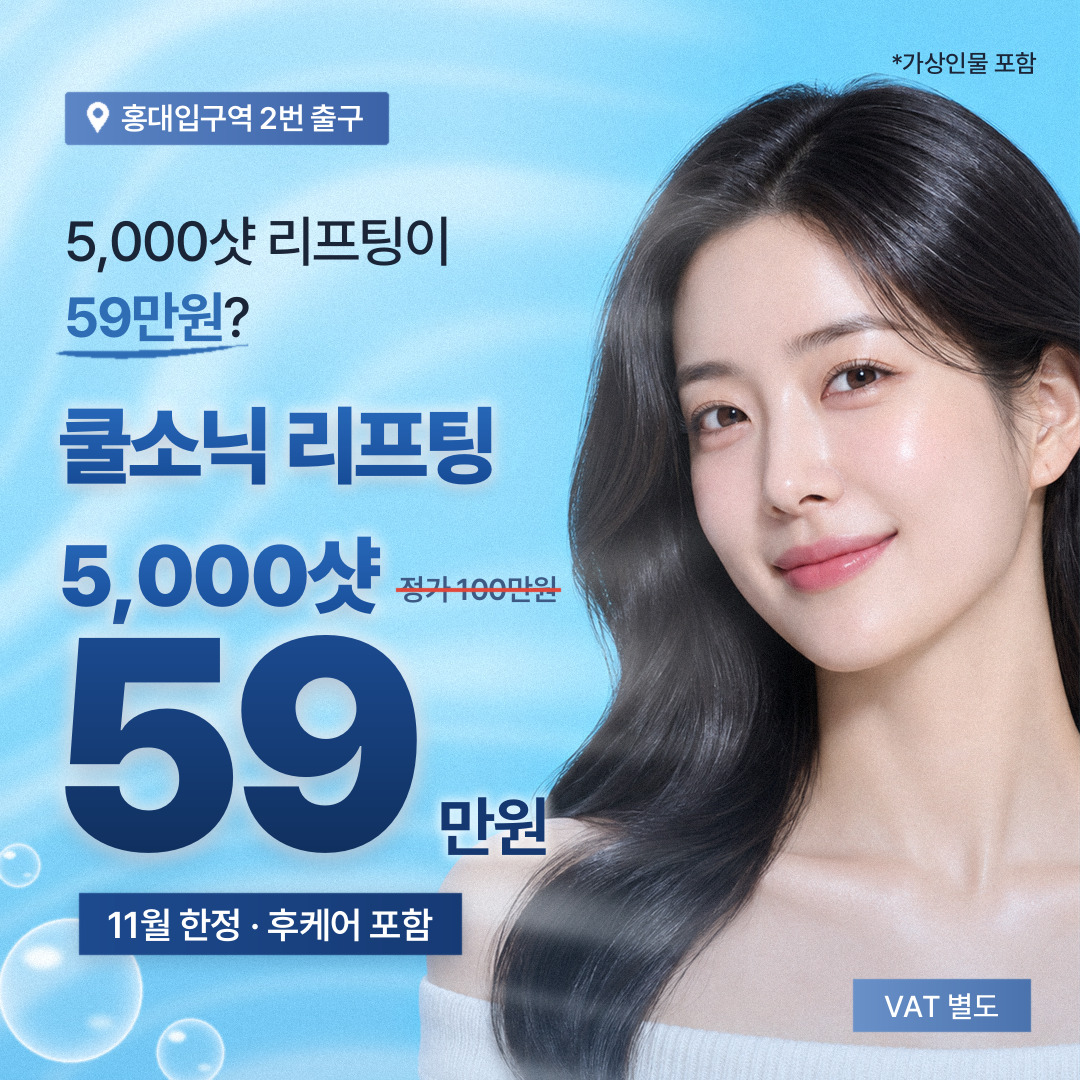 *가상인물 포함
홍대입구역 2번 출구
5,000샷 리프팅이
59만원?
쿨소닉 리프팅
5,000샷 정가 100만원
59만원
11월 한정 · 후케어 포함
VAT 별도